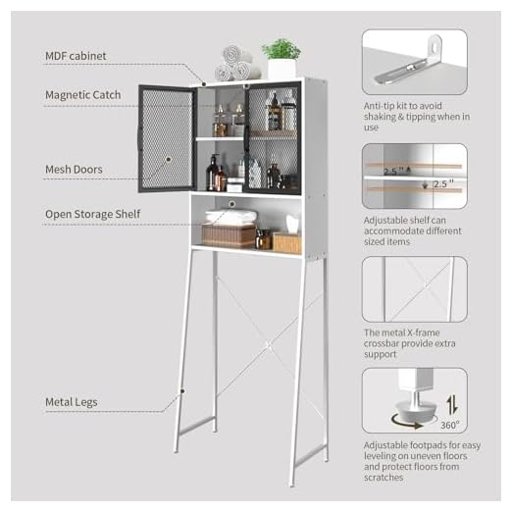 MDF cabinet
Magnetic Catch
Mesh Doors
Open Storage Shelf
Metal Legs
Anti-tip kit to avoid
shaking & tipping when in
use
2.5 "
2.5"
Adjustable shelf can
accommodate different
sized items
The metal X-frame
crossbar provide extra
support
360°
Adjustable footpads for easy
leveling on uneven floors
and protect floors from
scratches